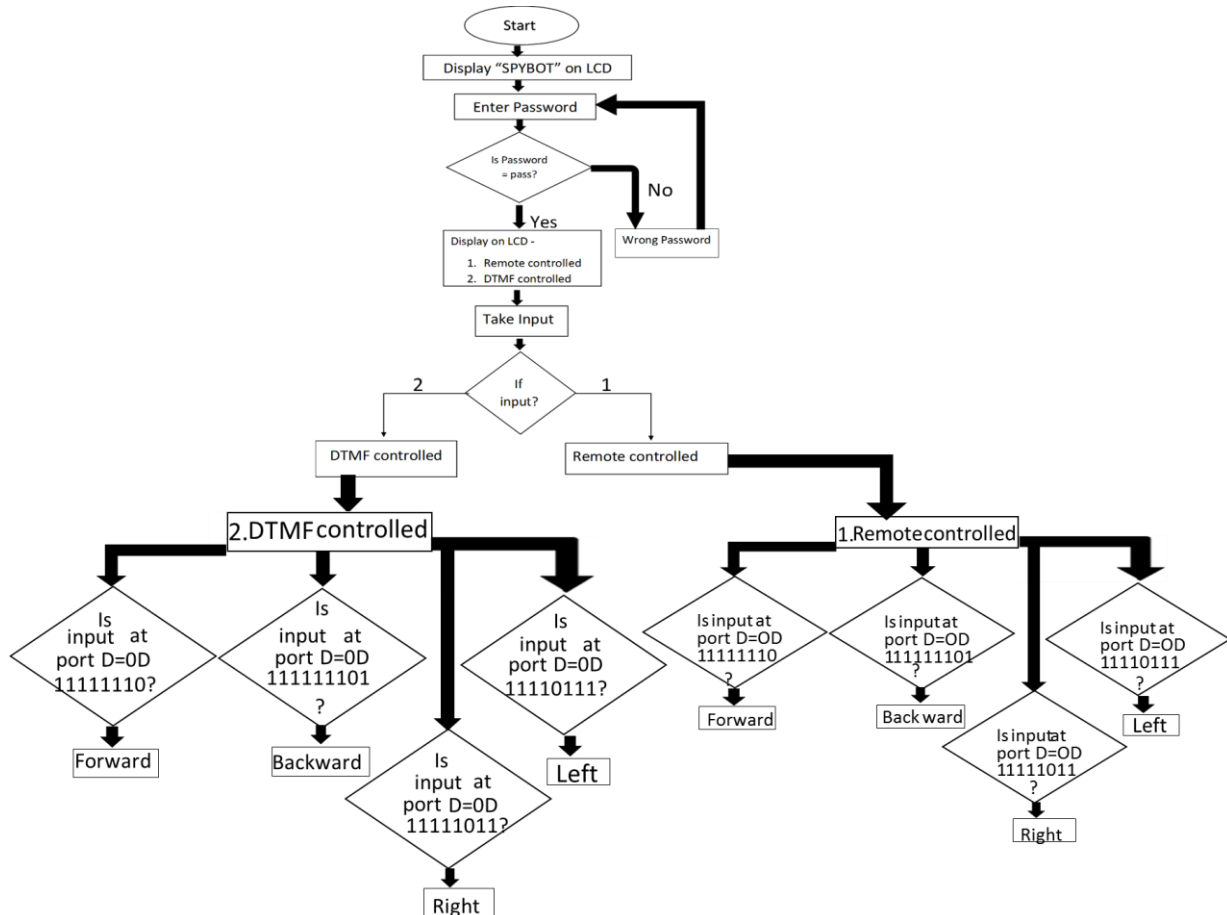 Start
Display “SPYBOT” on LCD
Enter Password
Is Password
= pass?
No
Yes
Wrong Password
Display on LCD -
1. Remote controlled
2. DTMF controlled
Take Input
If
input?
2
1
DTMF controlled
Remote controlled
2.DTMF controlled
Is
input at
port D=0D
11111110?
Forward
Is
input at
port D=0D
111111101
?
Backward
Is
input at
port D=0D
11111011?
Right
Is
input at
port D=0D
11110111?
Left
1.Remote controlled
Is input at
port D=OD
11111110
?
Forward
Is input at
port D=OD
111111101
?
Back ward
Is input at
port D=OD
11111011
?
Right
Is input at
port D=OD
11110111
?
Left